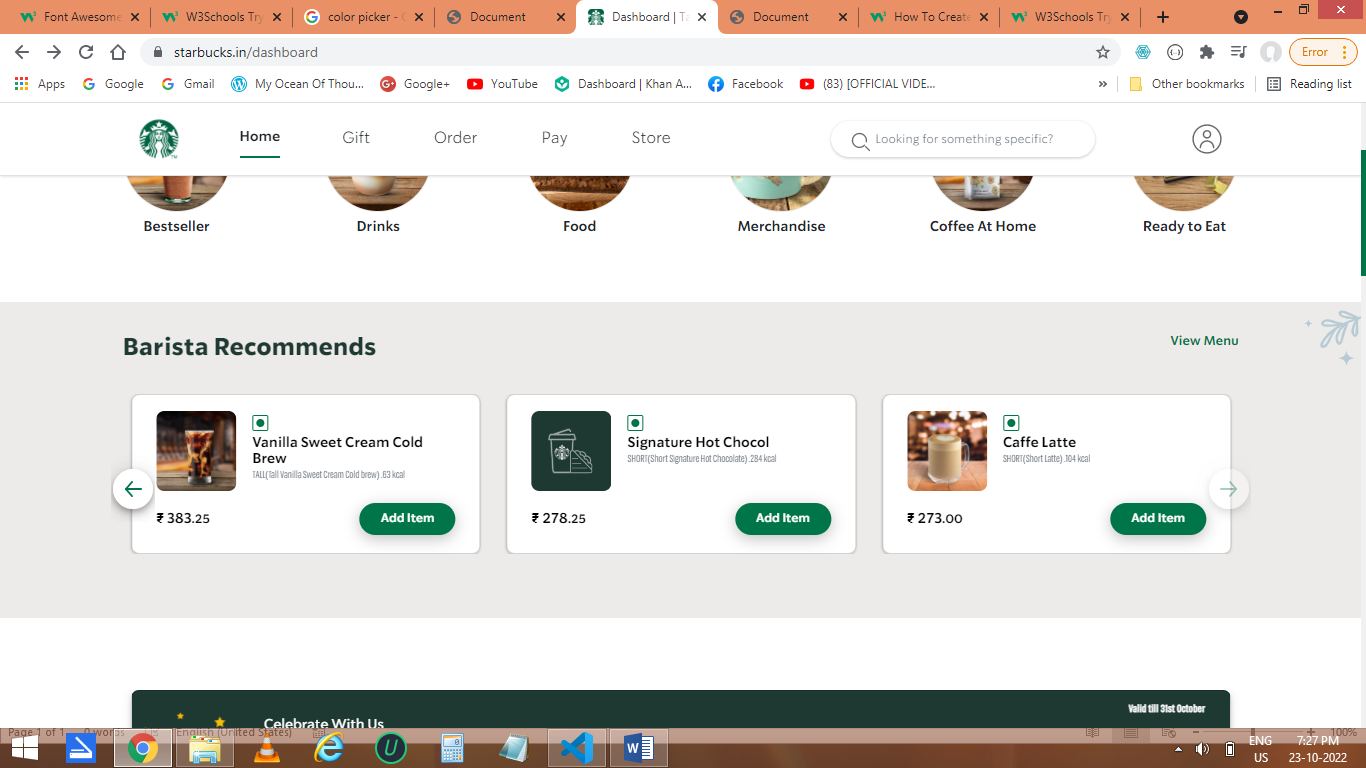 Font Awesome
W3Schools Try
color picker - G
Document
Dashboard | Ta
Document
How To Create
W3Schools Try
starbucks.in/dashboard
Error
Apps
Google
Gmail
My Ocean Of Thou...
Google+
YouTube
Dashboard | Khan A...
Facebook
(83) [OFFICIAL VIDE...
»
Other bookmarks
Reading list
Home
Gift
Order
Pay
Store
Looking for something specific?
Bestseller
Drinks
Food
Merchandise
Coffee At Home
Ready to Eat
Barista Recommends
View Menu
Vanilla Sweet Cream Cold
Brew
TALL(Tall Vanilla Sweet Cream Cold brew) .63 kcal
₹ 383.25
Add Item
Signature Hot Chocol
SHORT(Short Signature Hot Chocolate) .284 kcal
₹ 278.25
Add Item
Caffe Latte
SHORT(Short Latte) .104 kcal
₹ 273.00
Add Item
Valid till 31st October
Celebrate With Us
Page 1 of 1
0 words
English (United States)
100%
ENG
US
7:27 PM
23-10-2022